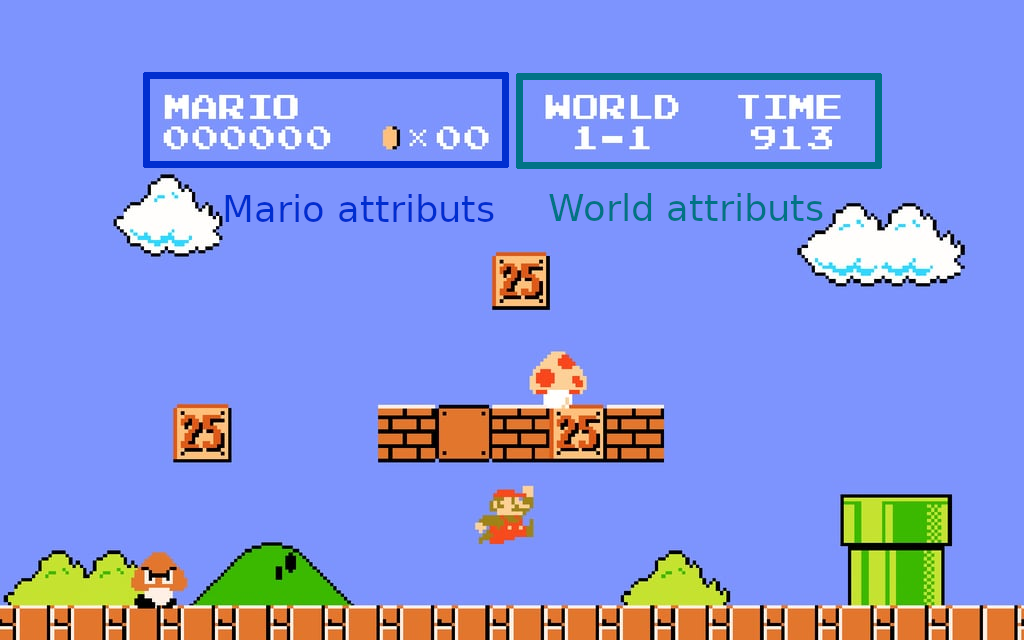 MARIO
000000 ×00
WORLD TIME
1-1 913
Mario attributs
World attributs
25
25
25